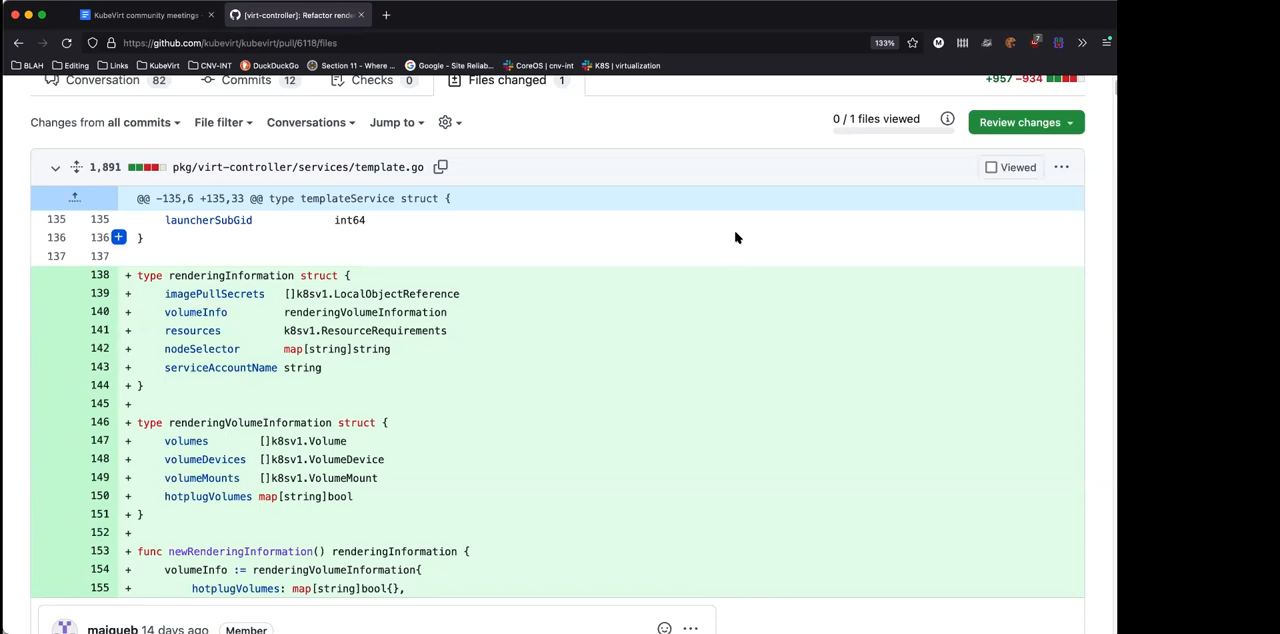 KubeVirt community meetings
[virt-controller]: Refactor rende
https://github.com/kubevirt/kubevirt/pull/6118/files
133%
M
7
BLAH
Editing
Links
KubeVirt
CNV-INT
DuckDuckGo
Section 11 - Where ...
Google - Site Reliab...
CoreOS | cnv-int
K8S | virtualization
Conversation 82
Commits 12
Checks 0
Files changed 1
+957 −934
Changes from all commits
File filter
Conversations
Jump to
0 / 1 files viewed
Review changes
1,891 pkg/virt-controller/services/template.go
Viewed
@@ -135,6 +135,33 @@ type templateService struct {
135 135 launcherSubGid int64
136 136 }
137 137
138 + type renderingInformation struct {
139 + imagePullSecrets []k8sv1.LocalObjectReference
140 + volumeInfo renderingVolumeInformation
141 + resources k8sv1.ResourceRequirements
142 + nodeSelector map[string]string
143 + serviceAccountName string
144 + }
145 +
146 + type renderingVolumeInformation struct {
147 + volumes []k8sv1.Volume
148 + volumeDevices []k8sv1.VolumeDevice
149 + volumeMounts []k8sv1.VolumeMount
150 + hotplugVolumes map[string]bool
151 + }
152 +
153 + func newRenderingInformation() renderingInformation {
154 + volumeInfo := renderingVolumeInformation{
155 + hotplugVolumes: map[string]bool{},
maiqueb 14 days ago Member